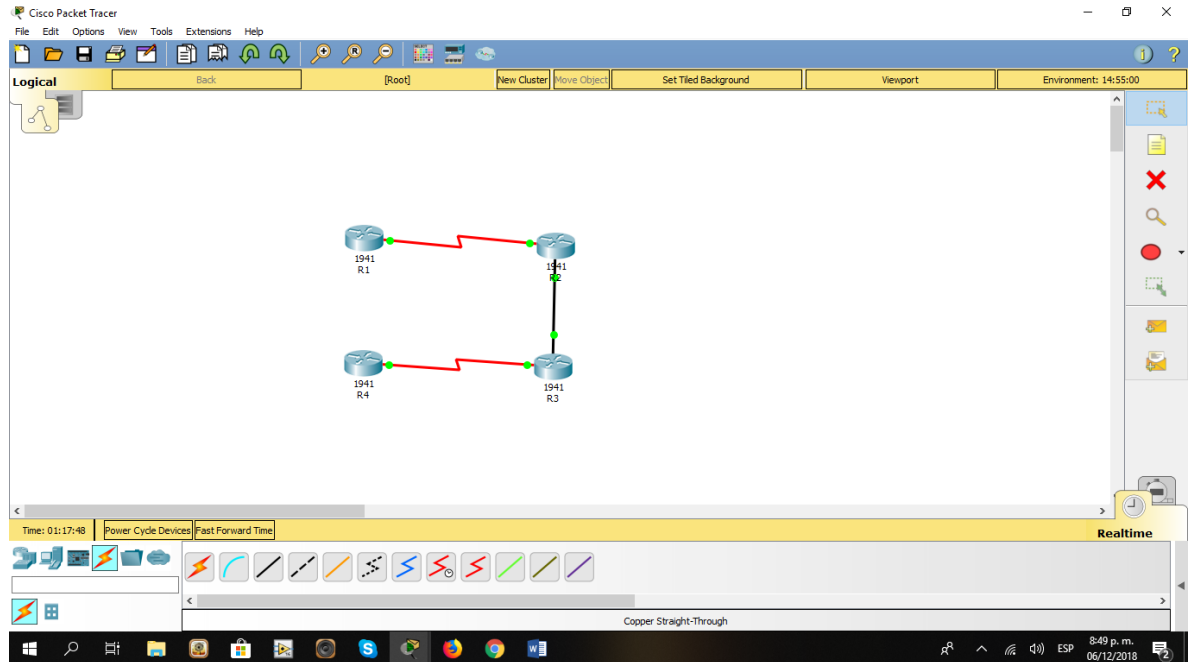 Cisco Packet Tracer
File Edit Options View Tools Extensions Help
Logical Back [Root] New Cluster Move Object Set Tiled Background Viewport Environment: 14:55:00
1941
R1
1941
R2
1941
R4
1941
R3
Time: 01:17:48 Power Cycle Devices Fast Forward Time Realtime
Copper Straight-Through
ESP
8:49 p. m.
06/12/2018
2